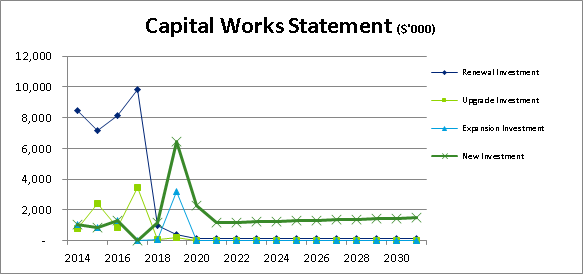 Capital Works Statement ($'000)
12,000
10,000
8,000
6,000
4,000
2,000
-
2014 2016 2018 2020 2022 2024 2026 2028 2030
Renewal Investment
Upgrade Investment
Expansion Investment
New Investment